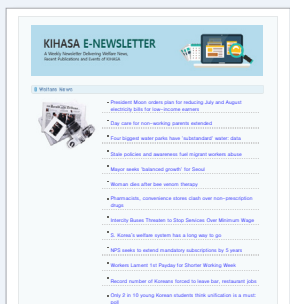 KIHASA E-NEWSLETTER
A Weekly Newsletter Delivering Welfare News,
Recent Publications and Events of KIHASA
Welfare News
President Moon orders plan for reducing July and August
electricity bills for low-income earners
Day care for non-working parents extended
Four biggest water parks have 'substandard' water: data
Stale policies and awareness fuel migrant workers abuse
Mayor seeks 'balanced growth' for Seoul
Woman dies after bee venom therapy
Pharmacists, convenience stores clash over non-prescription
drugs
Intercity Buses Threaten to Stop Services Over Minimum Wage
S. Korea's welfare system has a long way to go
NPS seeks to extend mandatory subscriptions by 5 years
Workers Lament 1st Payday for Shorter Working Week
Record number of Koreans forced to leave bar, restaurant jobs
Only 2 in 10 young Korean students think unification is a must:
poll